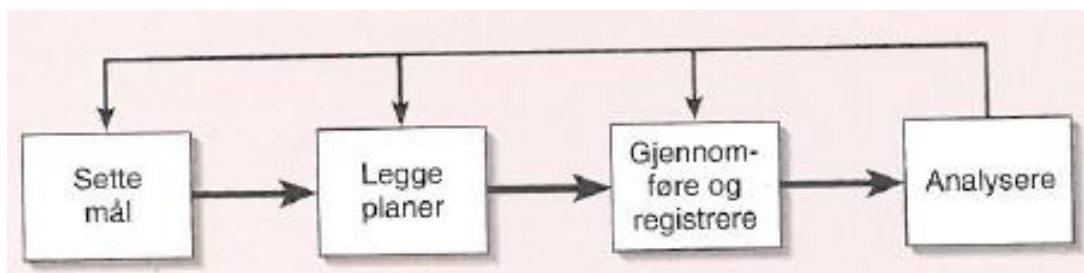 Sette
mål
Legge
planer
Gjennom-
føre og
registrere
Analysere